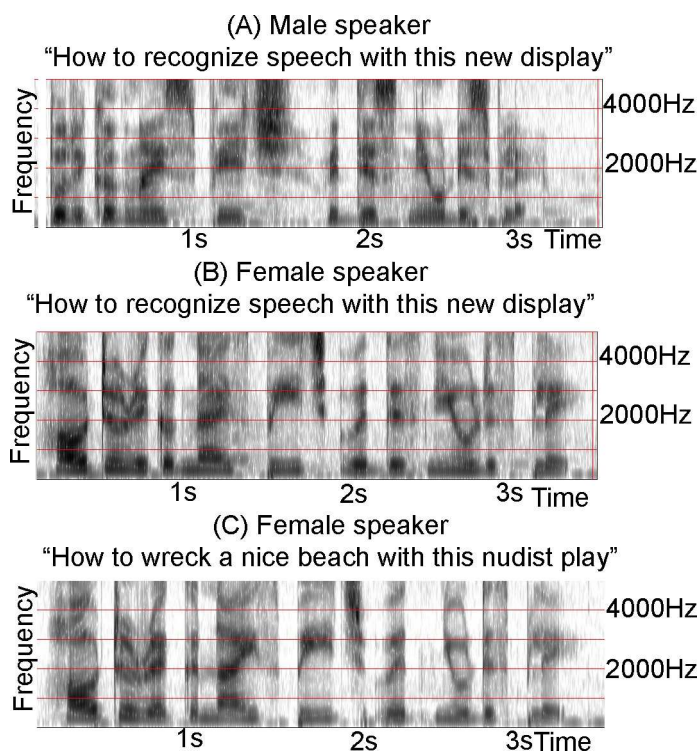 (A) Male speaker
“How to recognize speech with this new display”
Frequency
4000Hz
2000Hz
1s 2s 3s Time
(B) Female speaker
“How to recognize speech with this new display”
Frequency
4000Hz
2000Hz
1s 2s 3s Time
(C) Female speaker
“How to wreck a nice beach with this nudist play”
Frequency
4000Hz
2000Hz
1s 2s 3sTime